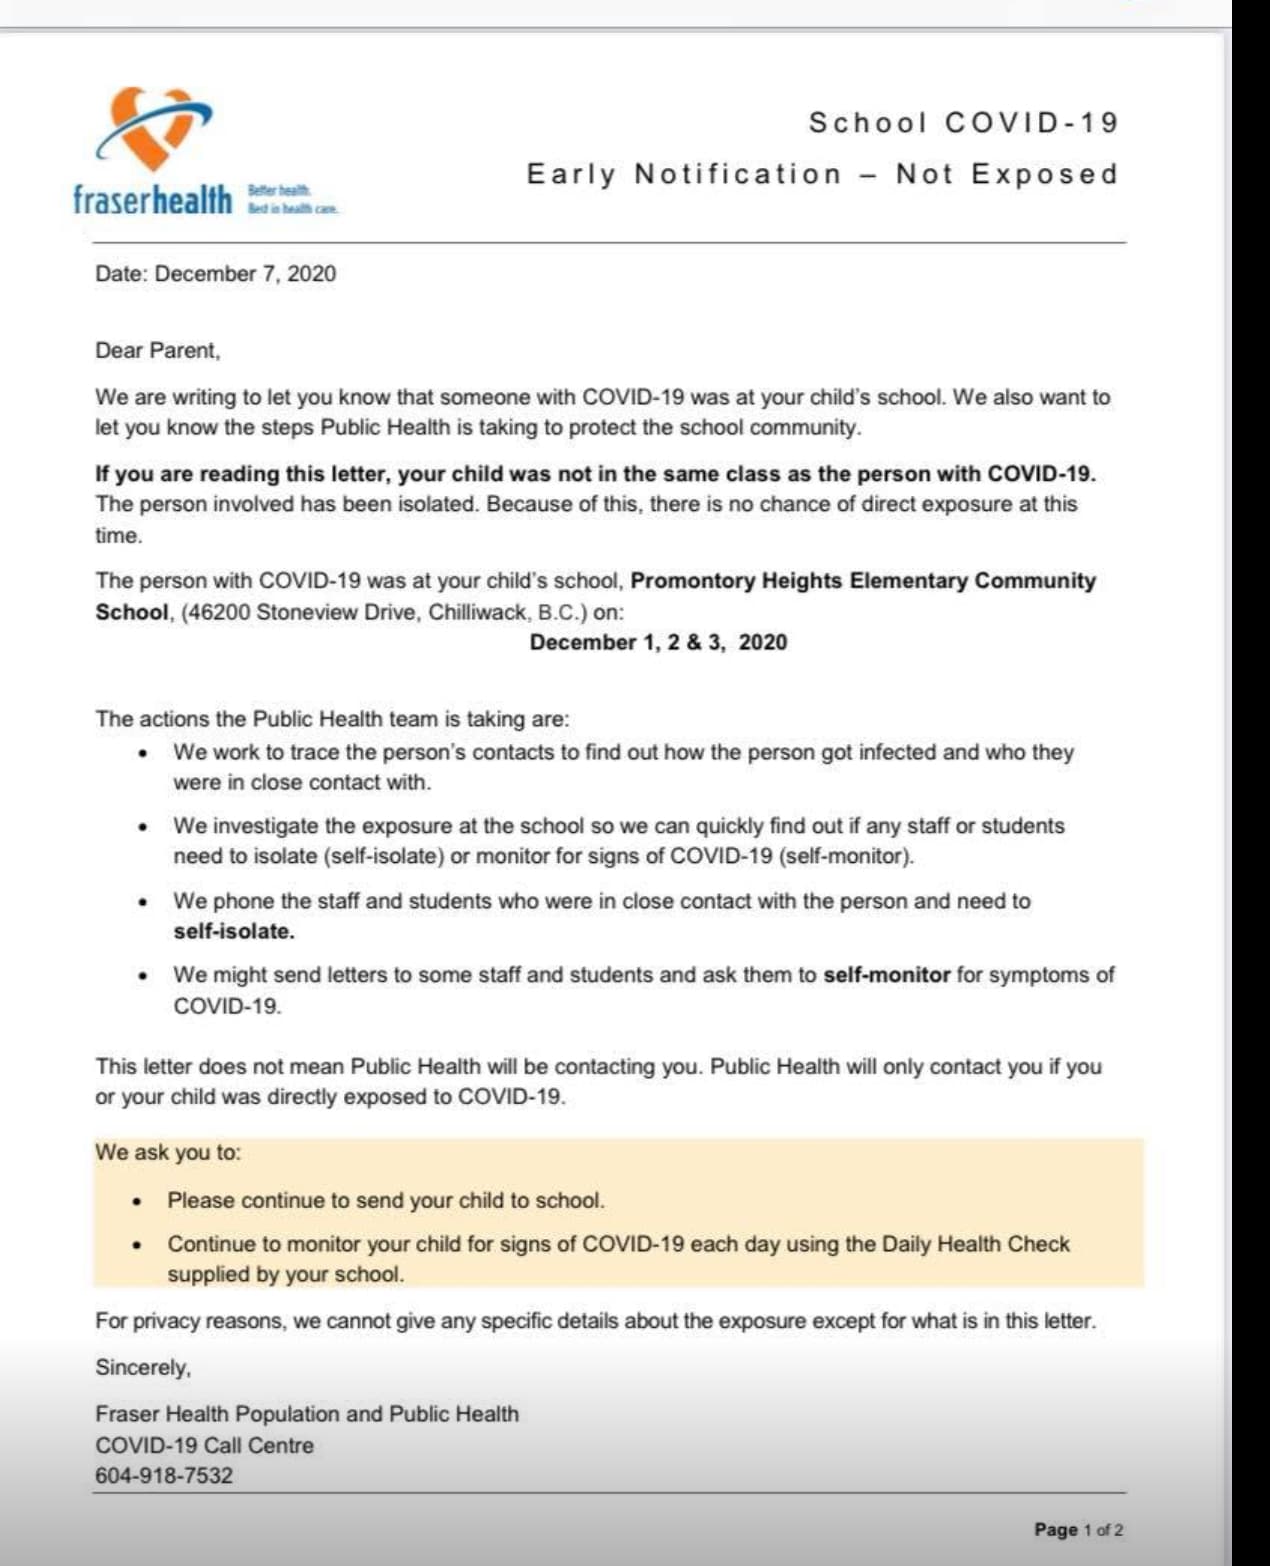 fraserhealth
Better health.
Best in health care.
School COVID-19
Early Notification – Not Exposed
Date: December 7, 2020
Dear Parent,
We are writing to let you know that someone with COVID-19 was at your child's school. We also want to
let you know the steps Public Health is taking to protect the school community.
If you are reading this letter, your child was not in the same class as the person with COVID-19.
The person involved has been isolated. Because of this, there is no chance of direct exposure at this
time.
The person with COVID-19 was at your child's school, Promontory Heights Elementary Community
School, (46200 Stoneview Drive, Chilliwack, B.C.) on:
December 1, 2 & 3, 2020
The actions the Public Health team is taking are:
• We work to trace the person's contacts to find out how the person got infected and who they
were in close contact with.
• We investigate the exposure at the school so we can quickly find out if any staff or students
need to isolate (self-isolate) or monitor for signs of COVID-19 (self-monitor).
• We phone the staff and students who were in close contact with the person and need to
self-isolate.
• We might send letters to some staff and students and ask them to self-monitor for symptoms of
COVID-19.
This letter does not mean Public Health will be contacting you. Public Health will only contact you if you
or your child was directly exposed to COVID-19.
We ask you to:
• Please continue to send your child to school.
• Continue to monitor your child for signs of COVID-19 each day using the Daily Health Check
supplied by your school.
For privacy reasons, we cannot give any specific details about the exposure except for what is in this letter.
Sincerely,
Fraser Health Population and Public Health
COVID-19 Call Centre
604-918-7532
Page 1 of 2